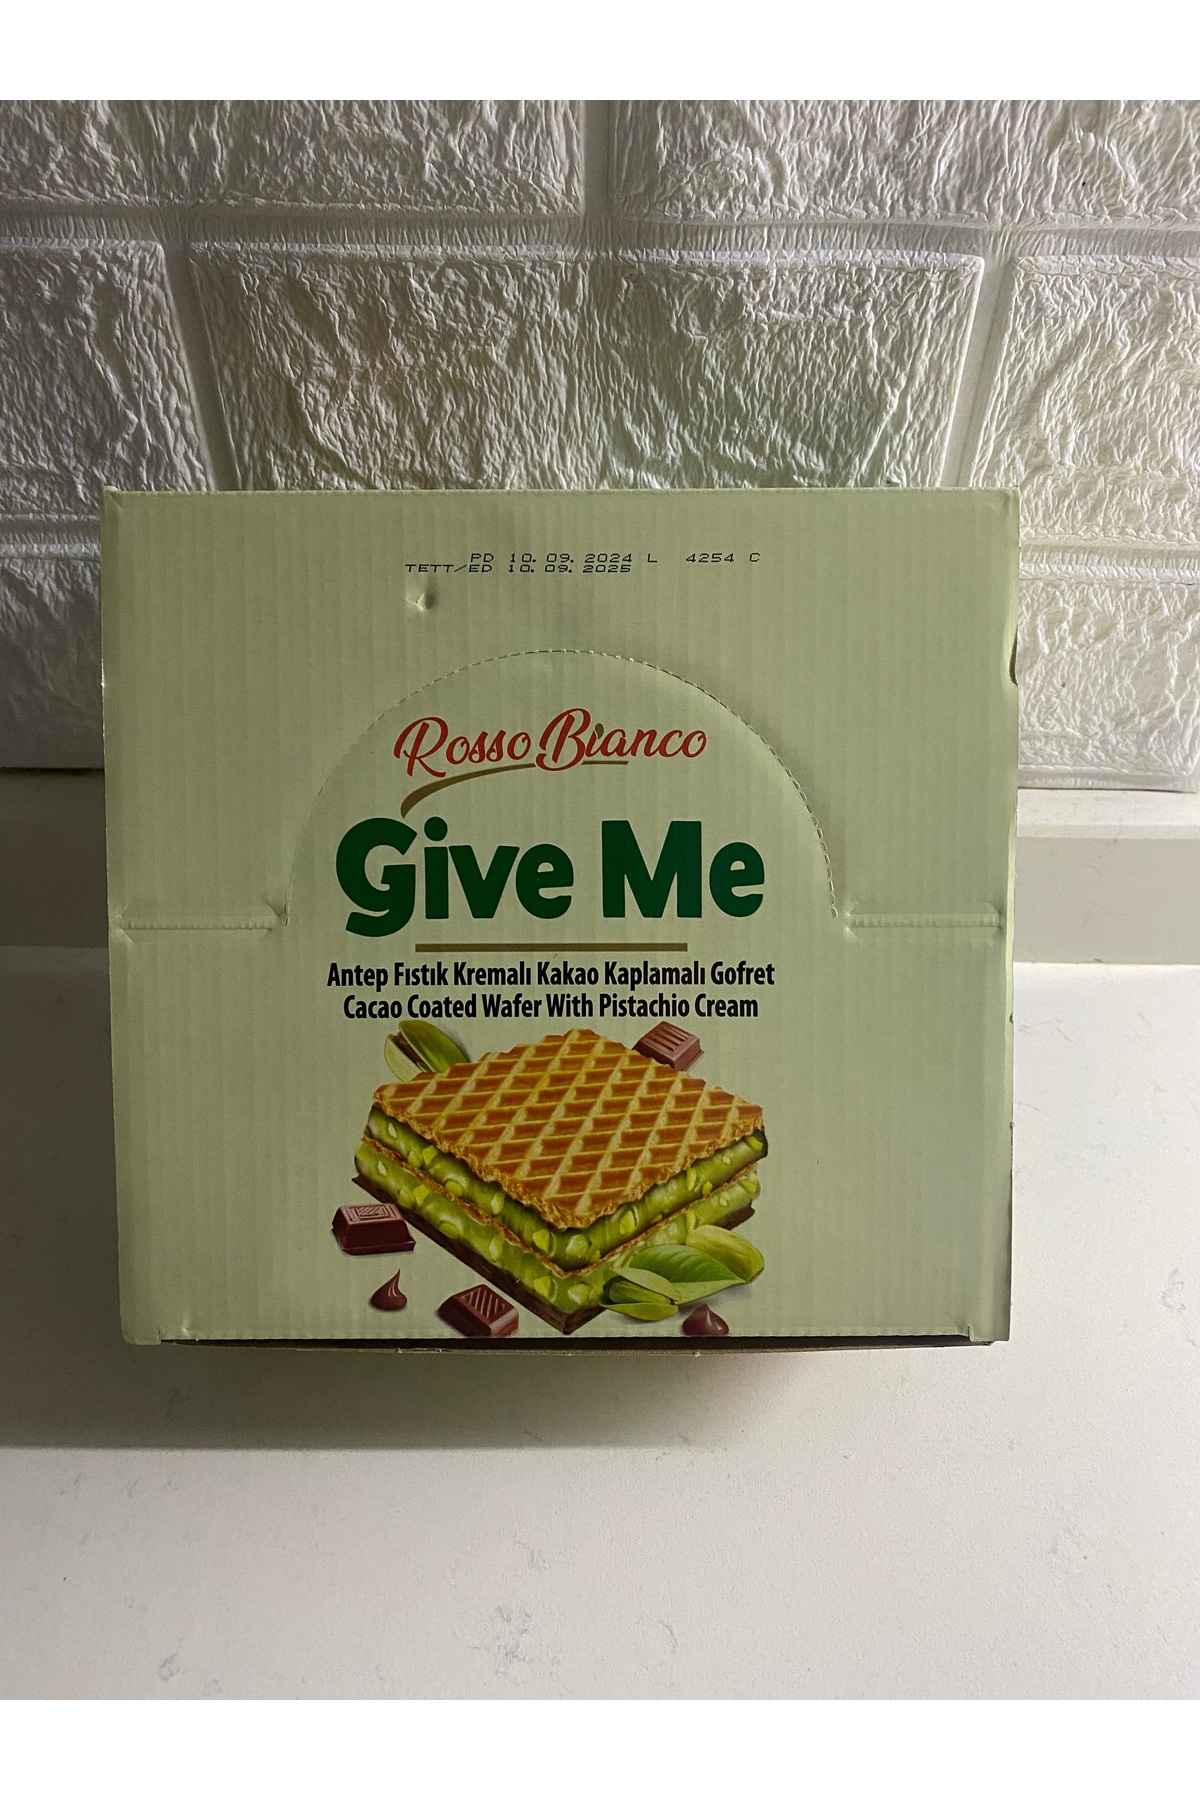 PD 10. 09. 2024 L 4254 C
TETT/ED 10. 09. 2025
Rosso Bianco
Give Me
Antep Fıstık Kremalı Kakao Kaplamalı Gofret
Cacao Coated Wafer With Pistachio Cream